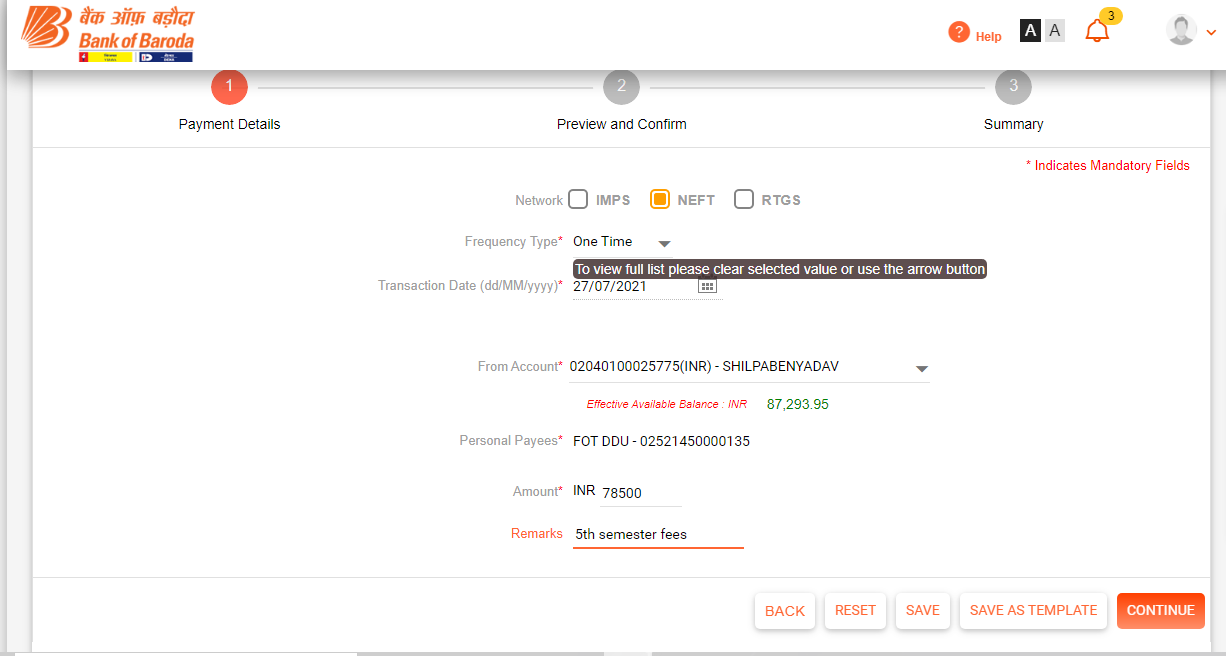 बैंक ऑफ़ बड़ौदा
Bank of Baroda
? Help A A 3
1 2 3
Payment Details Preview and Confirm Summary
* Indicates Mandatory Fields
Network IMPS NEFT RTGS
Frequency Type* One Time
To view full list please clear selected value or use the arrow button
Transaction Date (dd/MM/yyyy)* 27/07/2021
From Account* 02040100025775(INR) - SHILPABENYADAV
Effective Available Balance : INR 87,293.95
Personal Payees* FOT DDU - 02521450000135
Amount* INR 78500
Remarks 5th semester fees
BACK RESET SAVE SAVE AS TEMPLATE CONTINUE